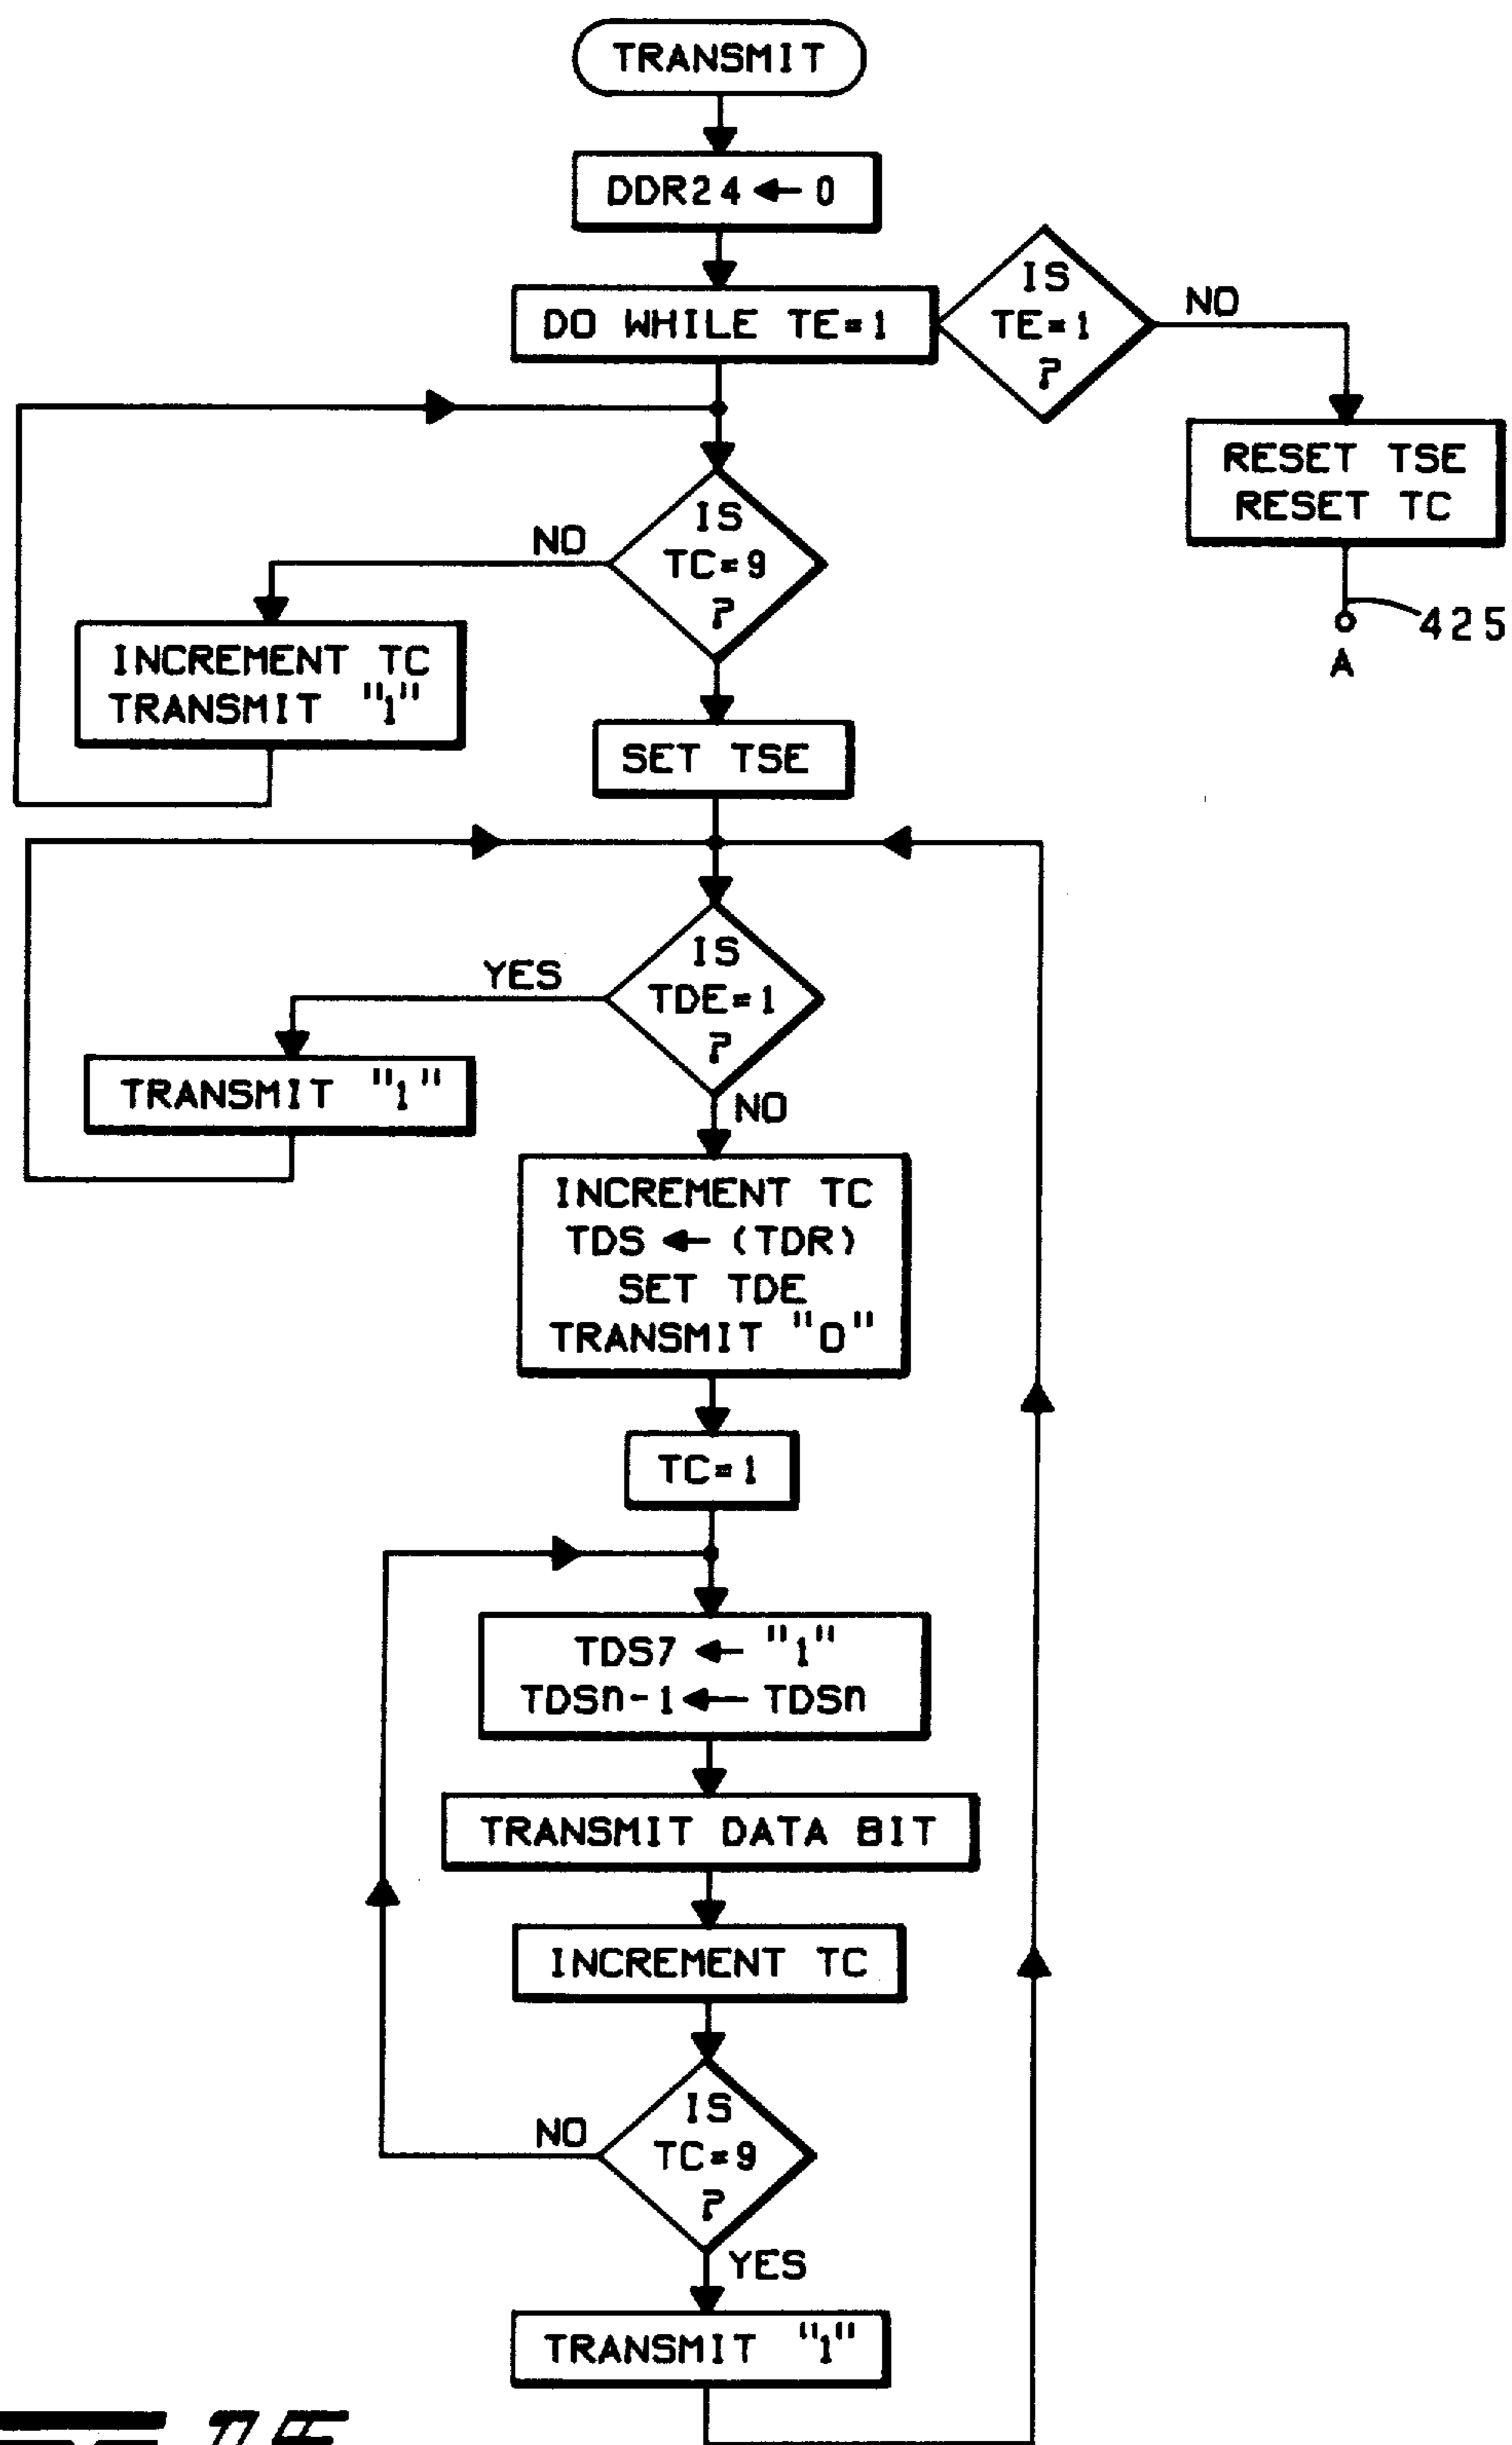 TRANSMIT
DDR24 ← 0
DO WHILE TE=1
IS
TE=1
?
NO
RESET TSE
RESET TC
425
A
IS
TC=9
?
NO
INCREMENT TC
TRANSMIT "1"
SET TSE
IS
TDE=1
?
YES
TRANSMIT "1"
NO
INCREMENT TC
TDS ← (TDR)
SET TDE
TRANSMIT "0"
TC=1
TDS7 ← "1"
TDSn-1 ← TDSn
TRANSMIT DATA BIT
INCREMENT TC
IS
TC=9
?
NO
YES
TRANSMIT "1"